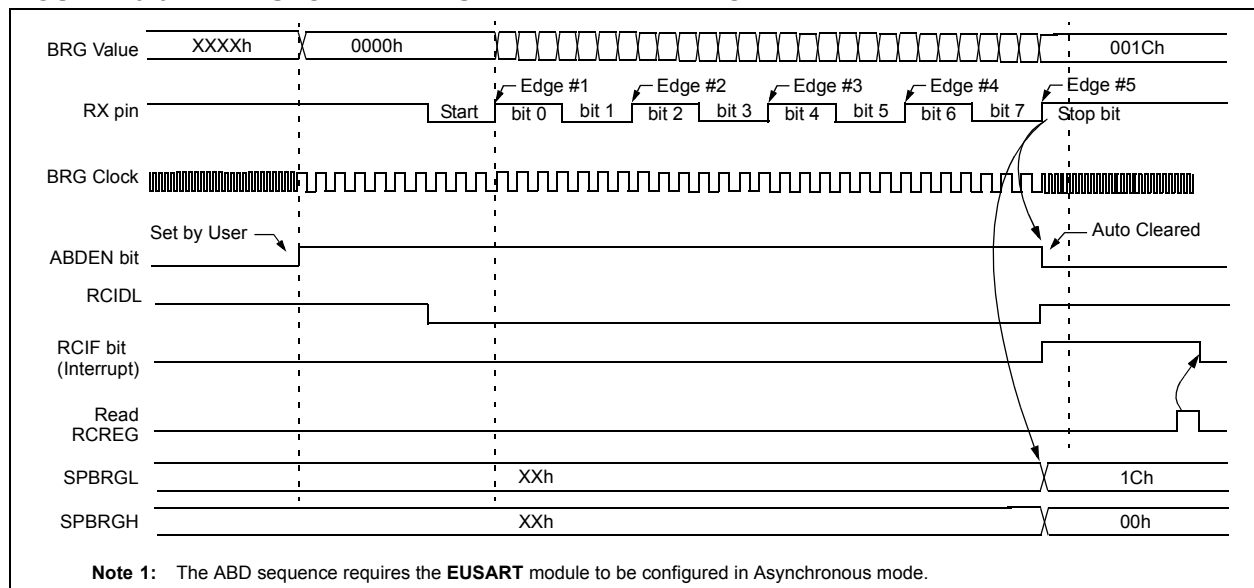 BRG Value XXXXh 0000h 001Ch
Edge #1 Edge #2 Edge #3 Edge #4 Edge #5
RX pin Start bit 0 bit 1 bit 2 bit 3 bit 4 bit 5 bit 6 bit 7 Stop bit
BRG Clock
Set by User Auto Cleared
ABDEN bit
RCIDL
RCIF bit
(Interrupt)
Read
RCREG
SPBRGL XXh 1Ch
SPBRGH XXh 00h
Note 1: The ABD sequence requires the EUSART module to be configured in Asynchronous mode.